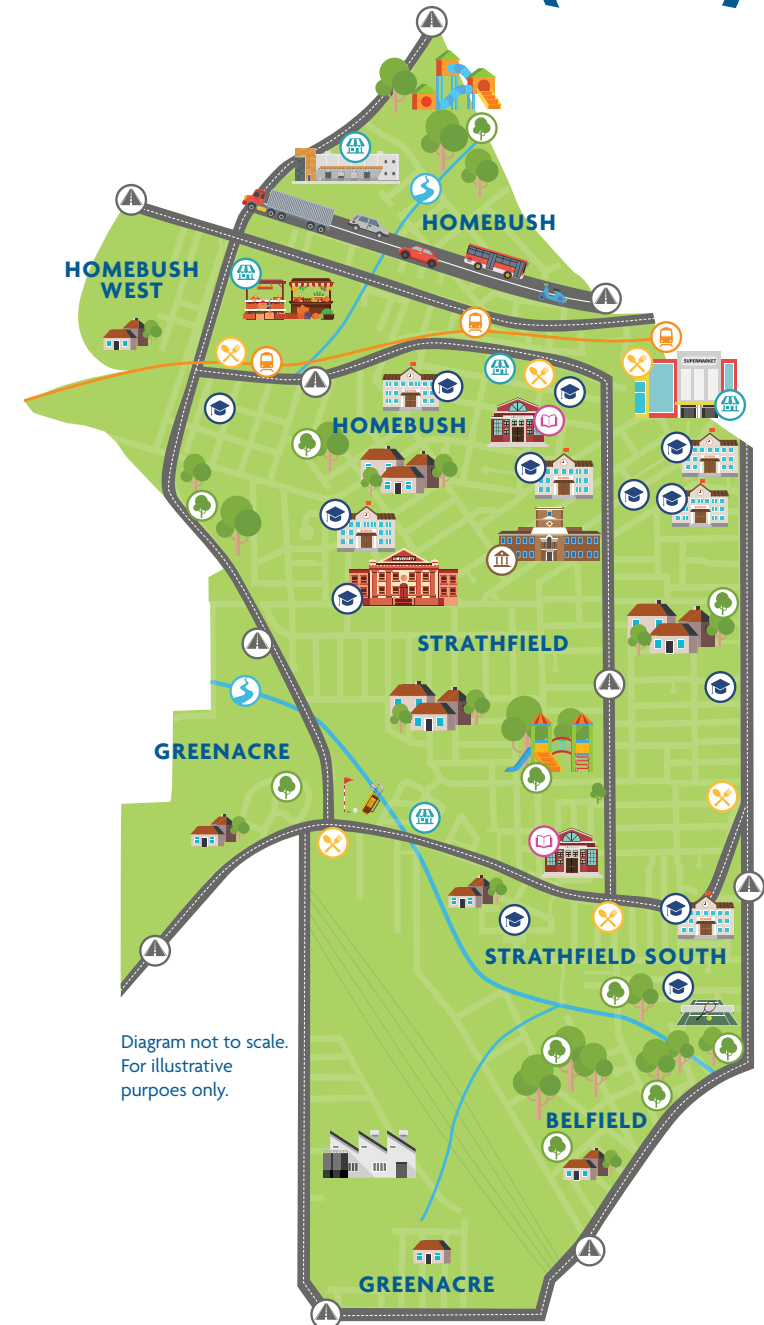 HOMEBUSH
HOMEBUSH
WEST
SUPERMARKET
HOMEBUSH
UNIVERSITY
STRATHFIELD
GREENACRE
STRATHFIELD SOUTH
Diagram not to scale.
For illustrative
purpoes only.
BELFIELD
GREENACRE